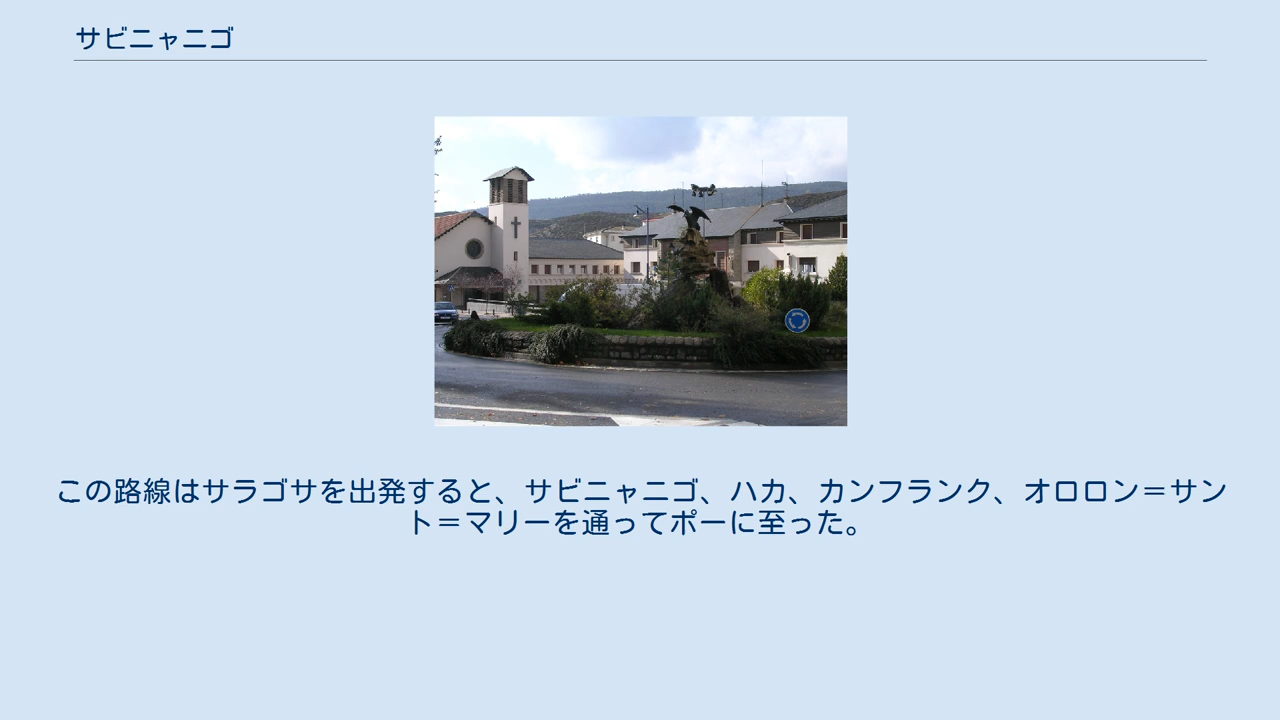 サビニャニゴ
この路線はサラゴサを出発すると、サビニャニゴ、ハカ、カンフランク、オロロン＝サン
ト＝マリーを通ってポーに至った。